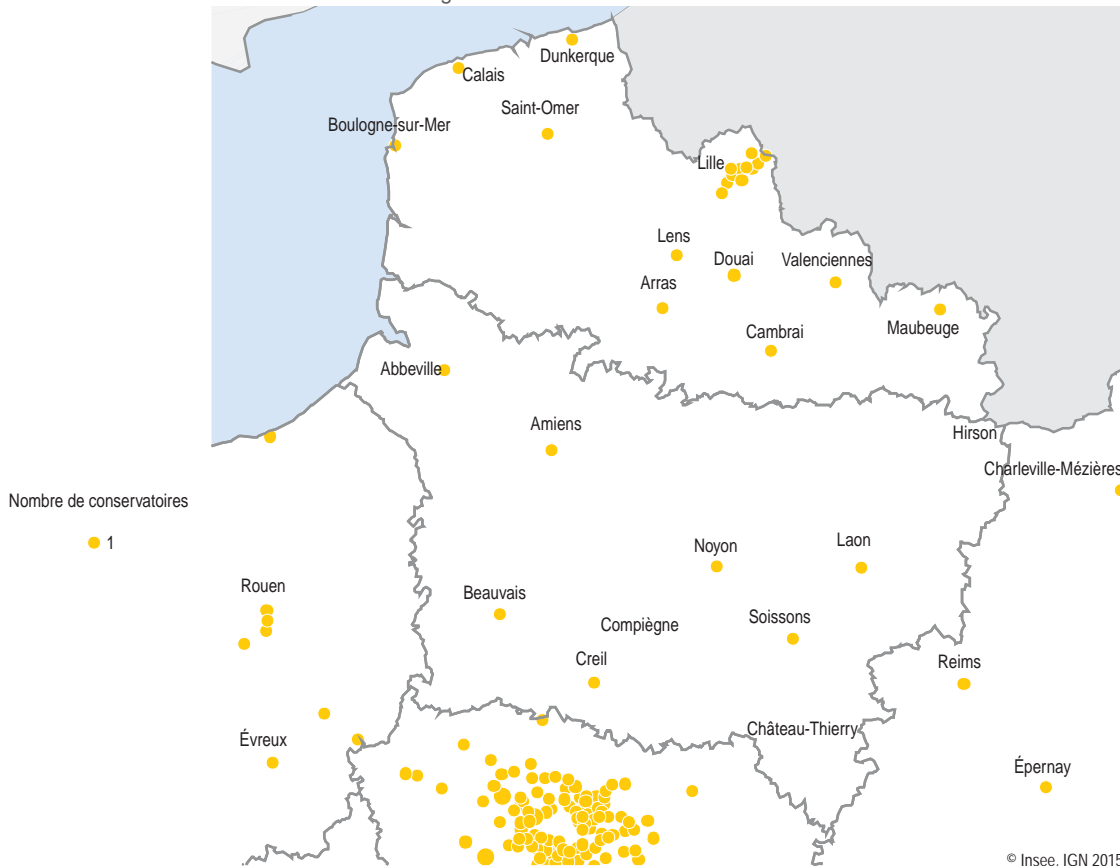 Dunkerque
Calais
Saint-Omer
Boulogne-sur-Mer
Lille
Lens
Douai
Valenciennes
Arras
Cambrai
Maubeuge
Abbeville
Amiens
Hirson
Charleville-Mézières
Nombre de conservatoires
1
Noyon
Laon
Rouen
Beauvais
Compiègne
Soissons
Creil
Reims
Château-Thierry
Évreux
Épernay
© Insee, IGN 2015